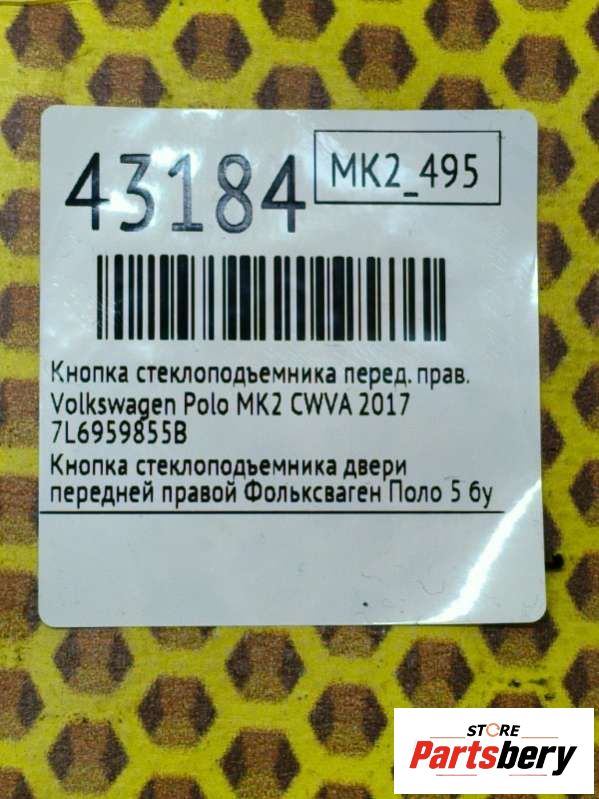 43184
MK2_495
Кнопка стеклоподъемника перед. прав.
Volkswagen Polo MK2 CWVA 2017
7L6959855B
Кнопка стеклоподъемника двери
передней правой Фольксваген Поло 5 бу
STORE
Partsbery